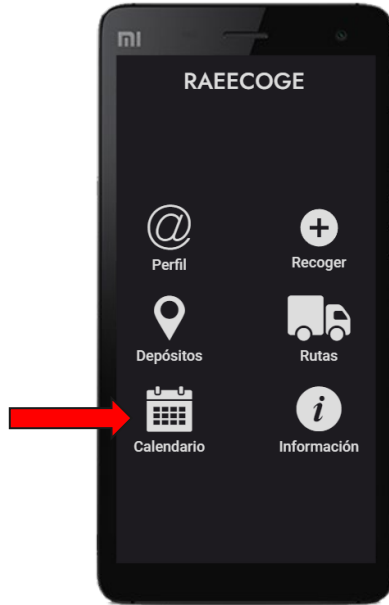 mi
RAEECOGE
@
Perfil
Recoger
Depósitos
Rutas
i
Calendario
Información